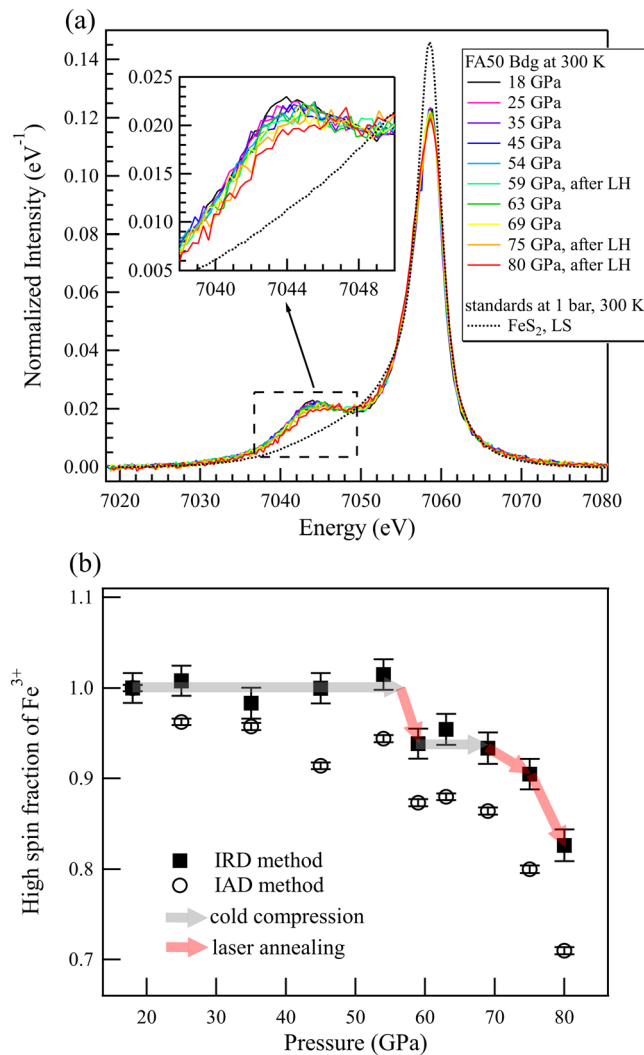 (a)
0.14
0.12
0.10
0.08
0.06
0.04
0.02
0.00
Normalized Intensity (eV⁻¹)
0.025
0.020
0.015
0.010
0.005
7040
7044
7048
FA50 Bdg at 300 K
18 GPa
25 GPa
35 GPa
45 GPa
54 GPa
59 GPa, after LH
63 GPa
69 GPa
75 GPa, after LH
80 GPa, after LH
standards at 1 bar, 300 K
FeS₂, LS
7020
7030
7040
7050
7060
7070
7080
Energy (eV)
(b)
1.1
1.0
0.9
0.8
0.7
High spin fraction of Fe³⁺
IRD method
IAD method
cold compression
laser annealing
20
30
40
50
60
70
80
Pressure (GPa)